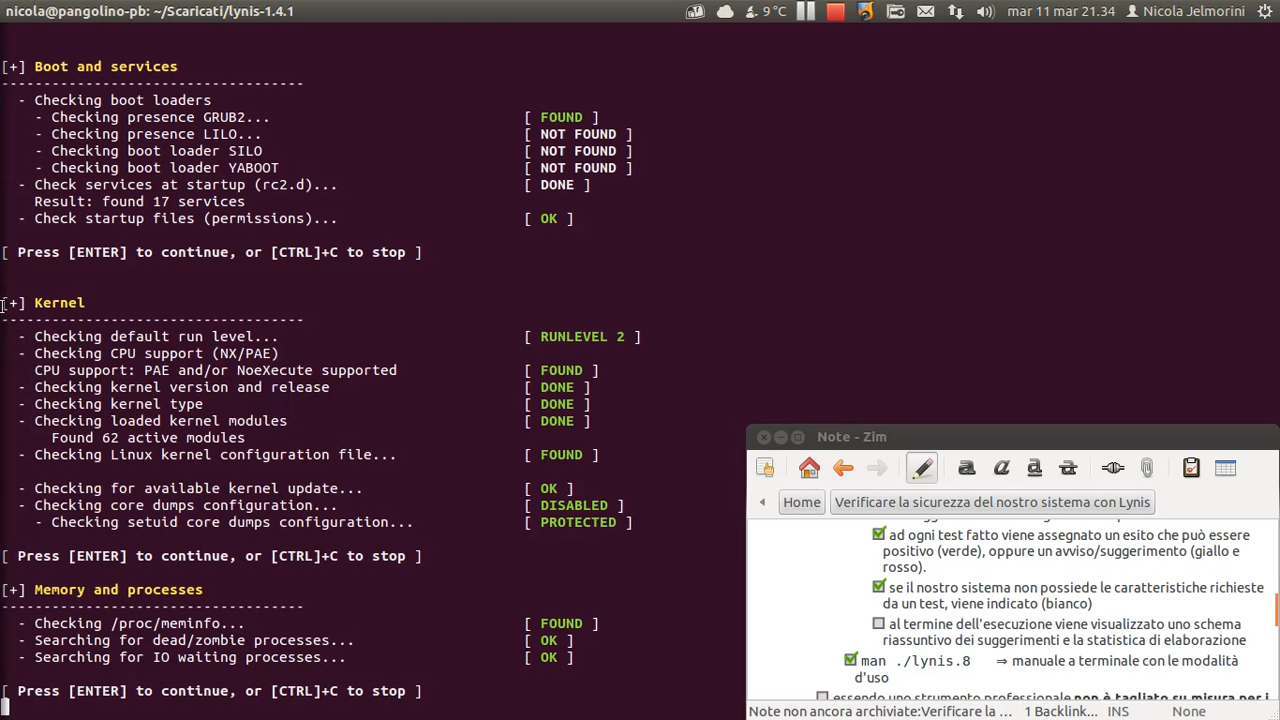 nicola@pangolino-pb: ~/Scaricati/lynis-1.4.1
9 °C
mar 11 mar 21.34
Nicola Jelmorini
[+] Boot and services
------------------------------------
- Checking boot loaders
- Checking presence GRUB2... [ FOUND ]
- Checking presence LILO... [ NOT FOUND ]
- Checking boot loader SILO [ NOT FOUND ]
- Checking boot loader YABOOT [ NOT FOUND ]
- Check services at startup (rc2.d)... [ DONE ]
Result: found 17 services
- Check startup files (permissions)... [ OK ]
[ Press [ENTER] to continue, or [CTRL]+C to stop ]
[+] Kernel
------------------------------------
- Checking default run level... [ RUNLEVEL 2 ]
- Checking CPU support (NX/PAE)
CPU support: PAE and/or NoeXecute supported [ FOUND ]
- Checking kernel version and release [ DONE ]
- Checking kernel type [ DONE ]
- Checking loaded kernel modules [ DONE ]
Found 62 active modules
- Checking Linux kernel configuration file... [ FOUND ]
- Checking for available kernel update... [ OK ]
- Checking core dumps configuration... [ DISABLED ]
- Checking setuid core dumps configuration... [ PROTECTED ]
[ Press [ENTER] to continue, or [CTRL]+C to stop ]
[+] Memory and processes
------------------------------------
- Checking /proc/meminfo... [ FOUND ]
- Searching for dead/zombie processes... [ OK ]
- Searching for IO waiting processes... [ OK ]
[ Press [ENTER] to continue, or [CTRL]+C to stop ]
Note - Zim
Home
Verificare la sicurezza del nostro sistema con Lynis
ad ogni test fatto viene assegnato un esito che può essere
positivo (verde), oppure un avviso/suggerimento (giallo e
rosso).
se il nostro sistema non possiede le caratteristiche richieste
da un test, viene indicato (bianco)
al termine dell'esecuzione viene visualizzato uno schema
riassuntivo dei suggerimenti e la statistica di elaborazione
man ./lynis.8 ⇒ manuale a terminale con le modalità
d'uso
essendo uno strumento professionale non è tagliato su misura per i
Note non ancora archiviate:Verificare la ...
1 Backlink...
INS
None